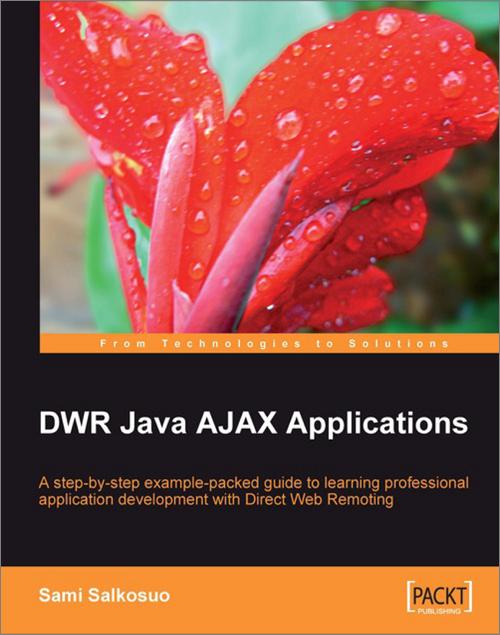 From Technologies to Solutions
DWR Java AJAX Applications
A step-by-step example-packed guide to learning professional
application development with Direct Web Remoting
Sami Salkosuo
[PACKT]
PUBLISHING